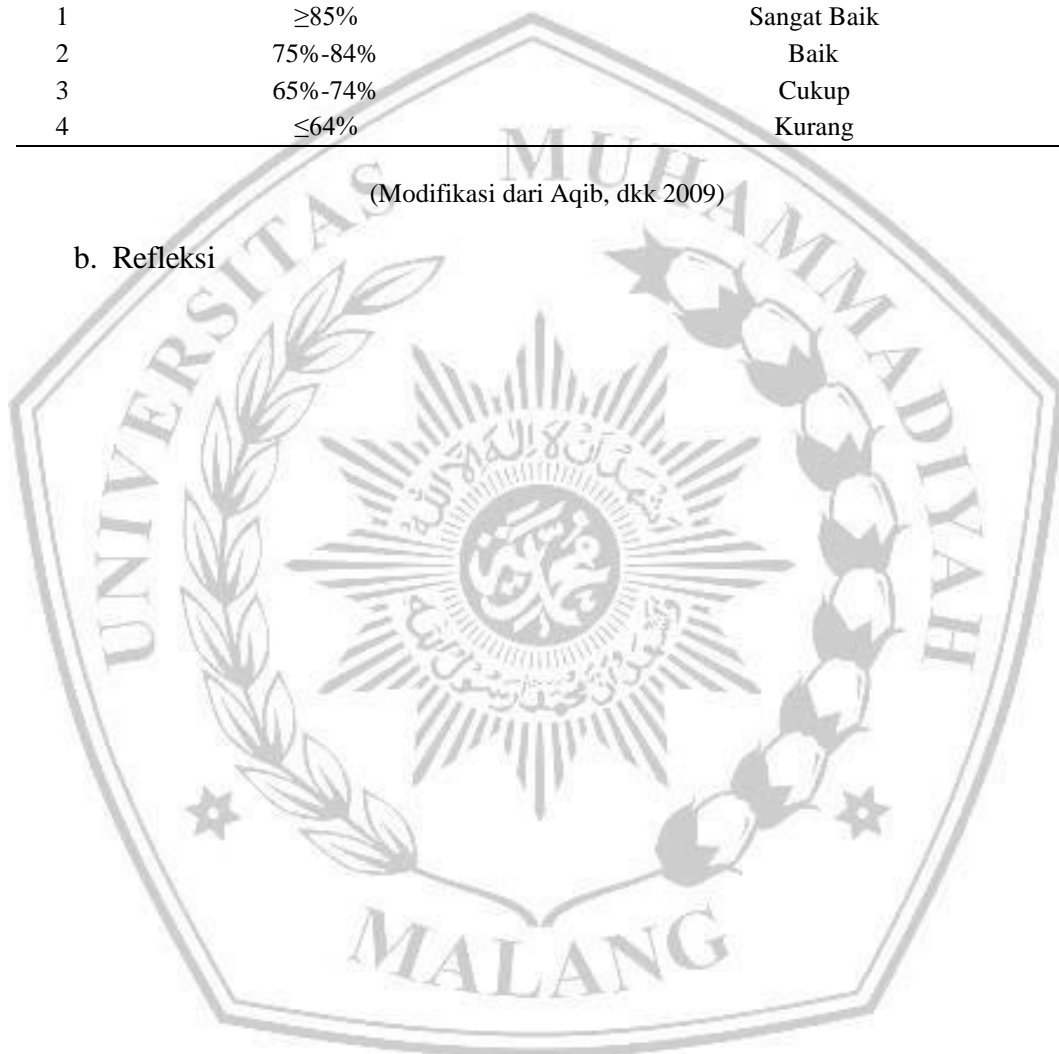 1 ≥85% Sangat Baik
2 75%-84% Baik
3 65%-74% Cukup
4 ≤64% Kurang
(Modifikasi dari Aqib, dkk 2009)
b. Refleksi
UNIVERSITAS MUHAMMADIYAH
MALANG